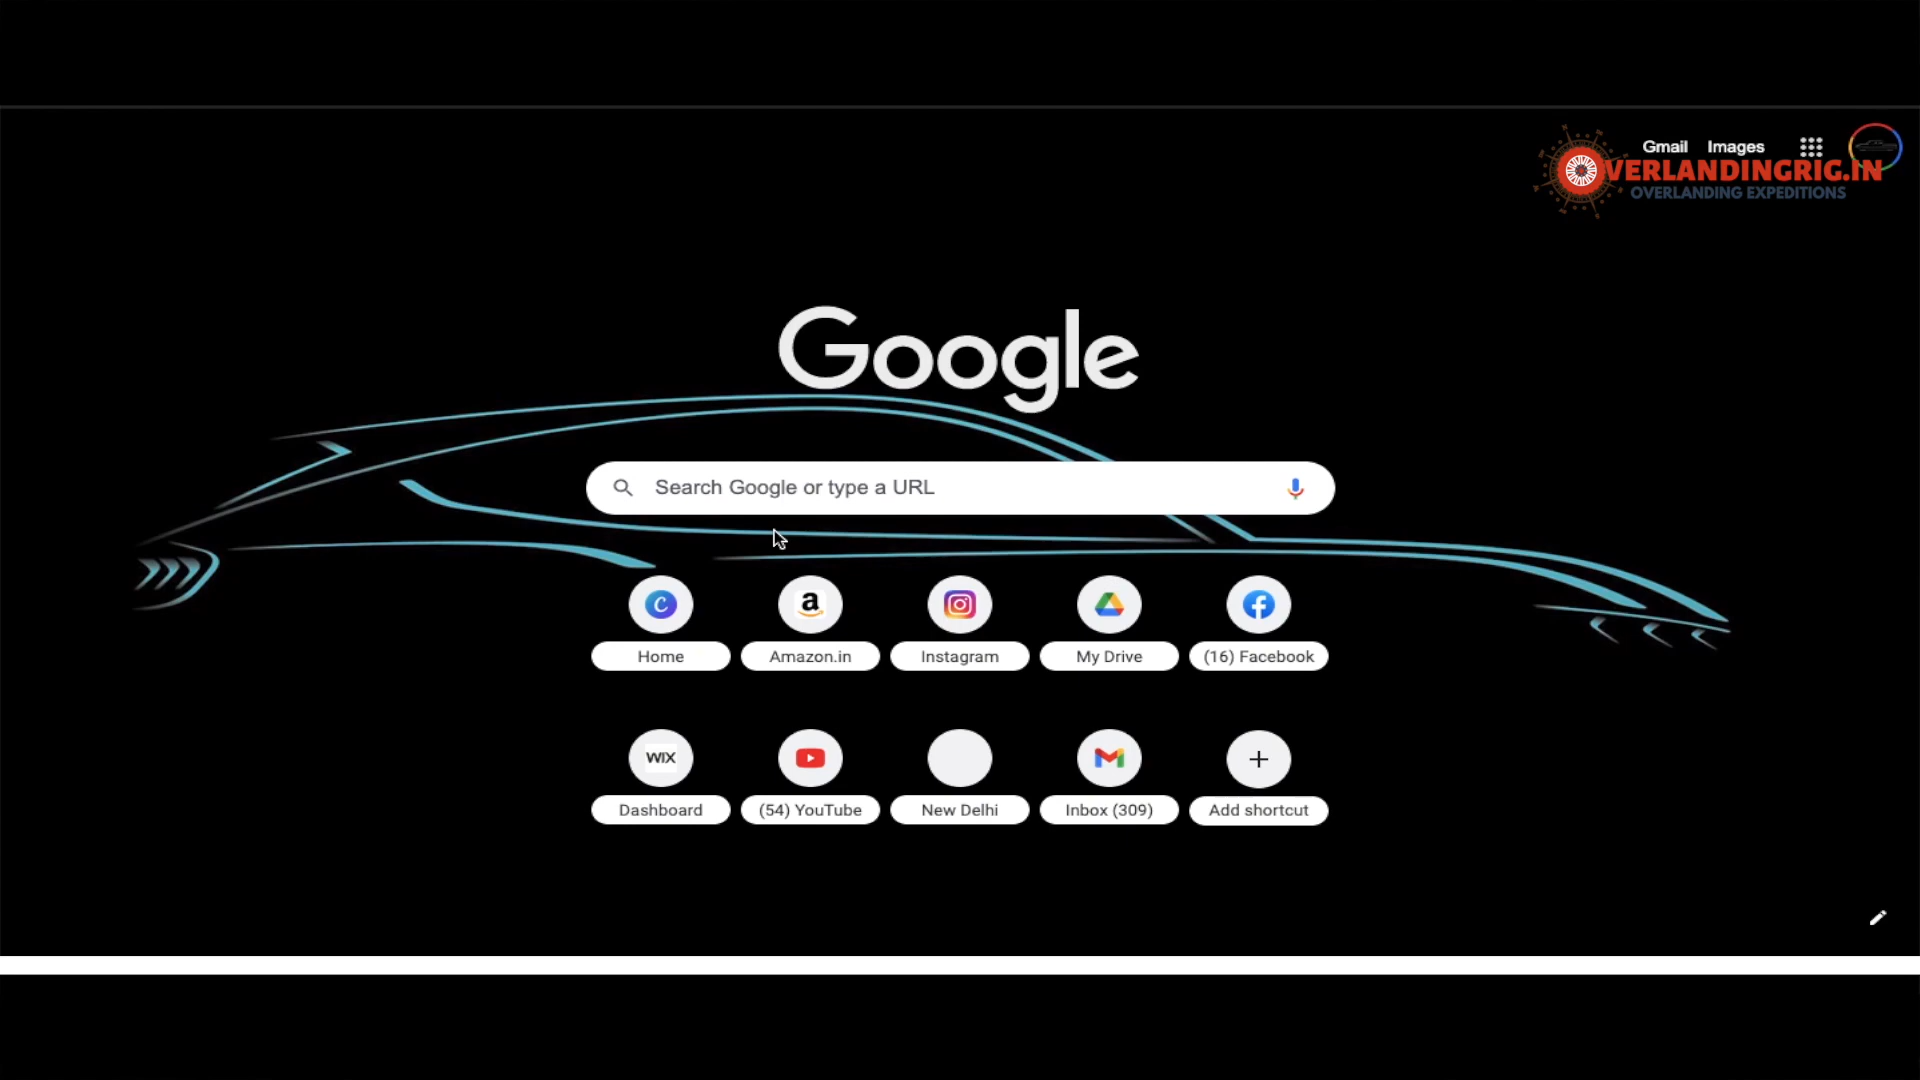 Gmail Images
VERLANDINGRIG.IN
OVERLANDING EXPEDITIONS
Google
Search Google or type a URL
Home
Amazon.in
Instagram
My Drive
(16) Facebook
WIX
Dashboard
(54) YouTube
New Delhi
Inbox (309)
Add shortcut